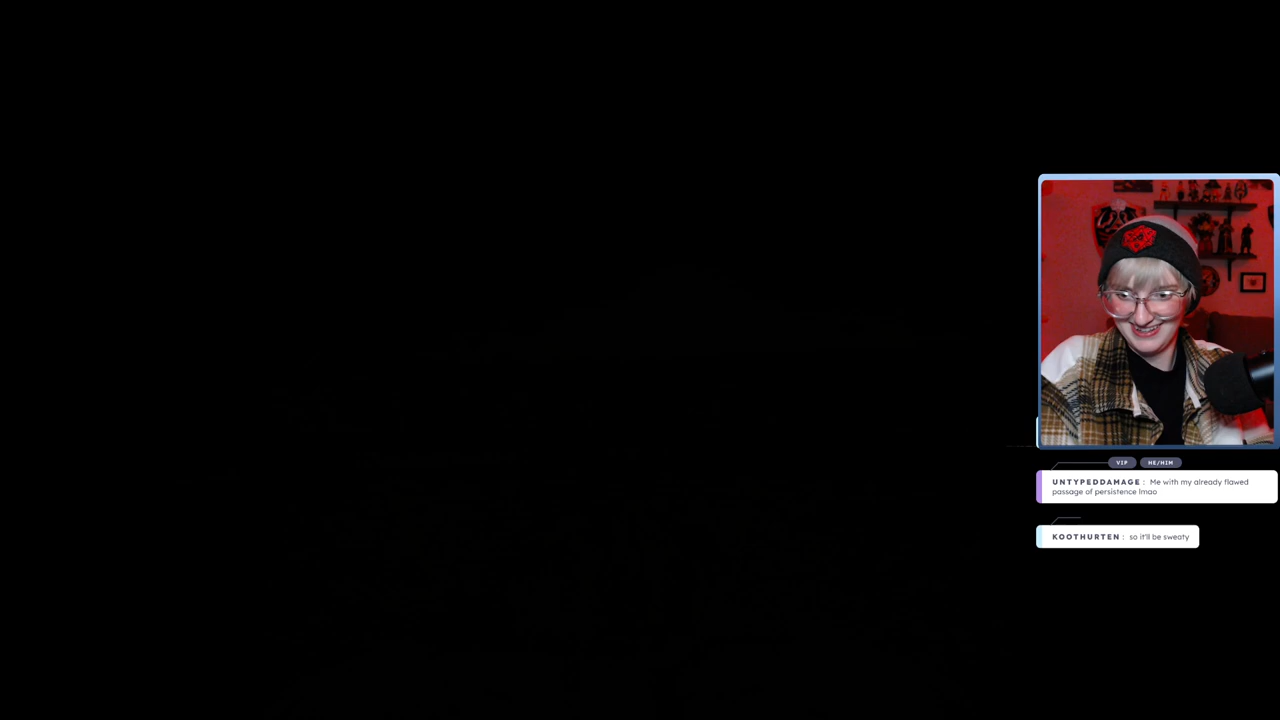 VIP HE/HIM
UNTYPEDDAMAGE : Me with my already flawed
passage of persistence lmao
KOOTHURTEN : so it'll be sweaty